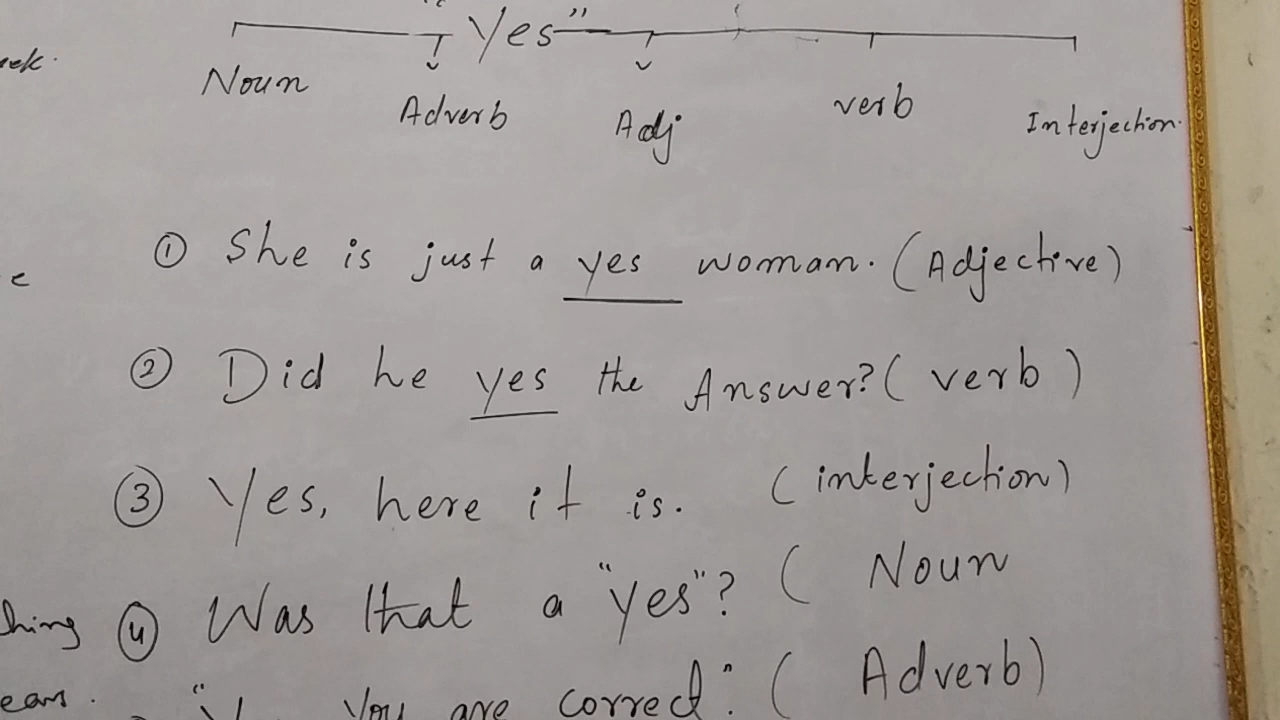 "Yes"
Noun Adverb Adj verb Interjection
① She is just a yes woman. (Adjective)
② Did he yes the Answer? (verb)
③ Yes, here it is. (interjection)
④ Was that a "yes"? (Noun
You are correct." (Adverb)